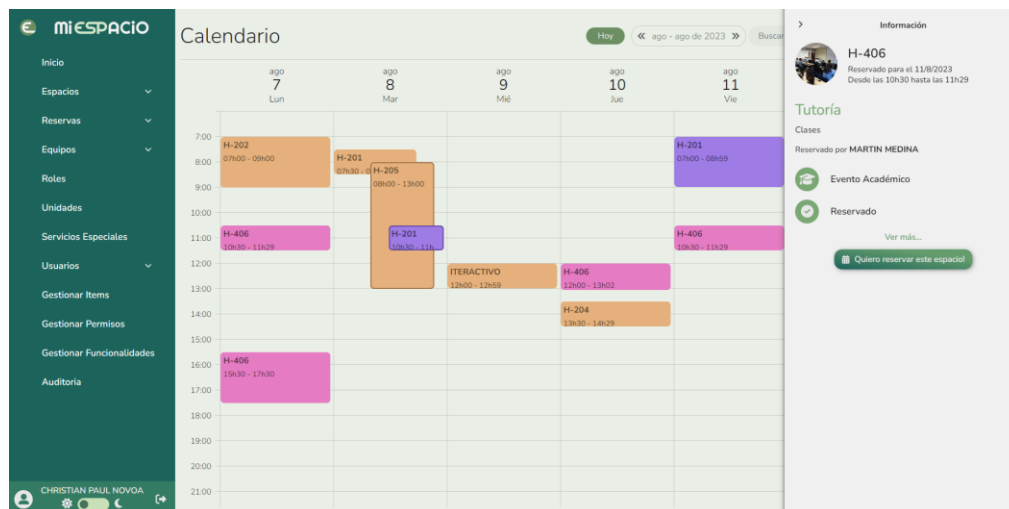 MiESPACIO
Inicio
Espacios
Reservas
Equipos
Roles
Unidades
Servicios Especiales
Usuarios
Gestionar Items
Gestionar Permisos
Gestionar Funcionalidades
Auditoria
CHRISTIAN PAUL NOVOA
Calendario
Hoy
ago - ago de 2023
Buscar
ago
7
Lun
ago
8
Mar
ago
9
Mié
ago
10
Jue
ago
11
Vie
7:00
8:00
9:00
10:00
11:00
12:00
13:00
14:00
15:00
16:00
17:00
18:00
19:00
20:00
21:00
H-202
07h00 - 09h00
H-406
10h30 - 11h29
H-406
15h30 - 17h30
H-201
07h30 - 0
H-205
08h00 - 13h00
H-201
10h30 - 11h
ITERACTIVO
12h00 - 12h59
H-406
12h00 - 13h02
H-204
13h30 - 14h29
H-201
07h00 - 08h59
H-406
10h30 - 11h29
Información
H-406
Reservado para el 11/8/2023
Desde las 10h30 hasta las 11h29
Tutoría
Clases
Reservado por MARTIN MEDINA
Evento Académico
Reservado
Ver más...
Quiero reservar este espacio!